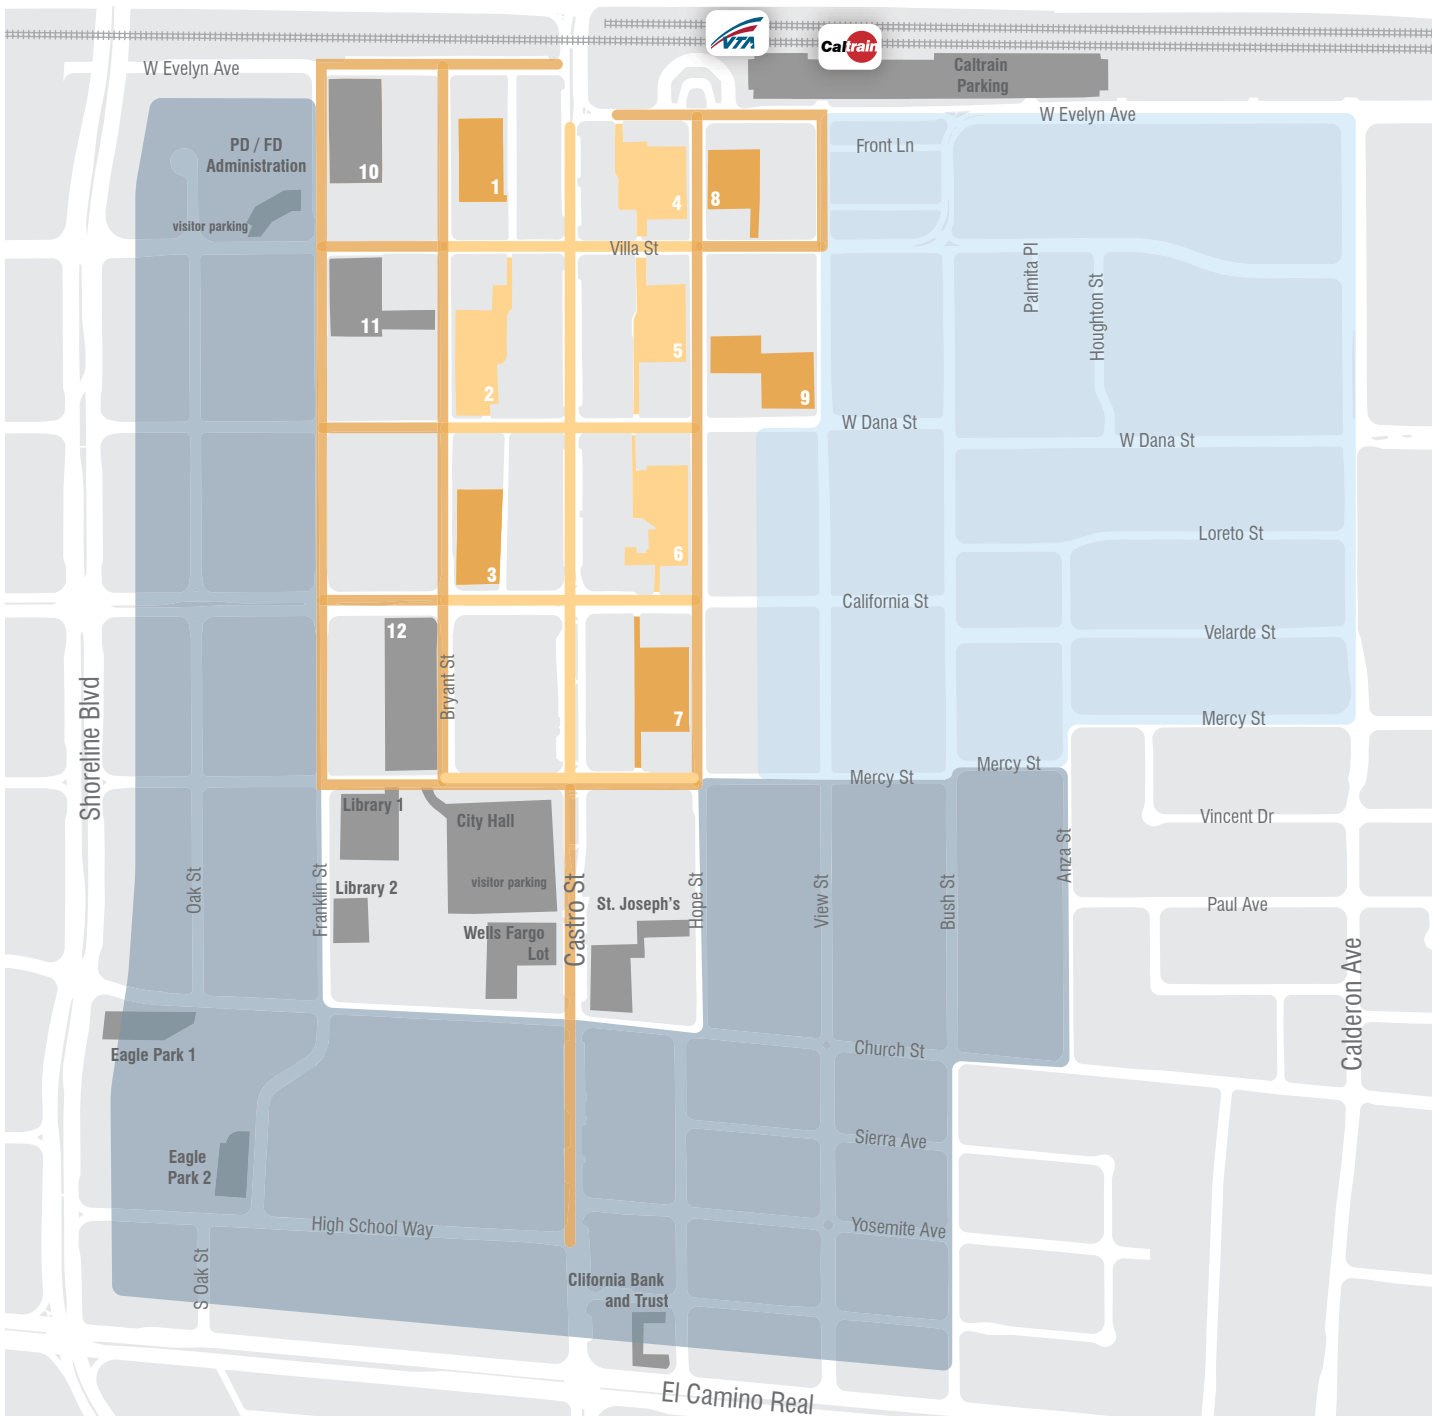 VTA
Caltrain
Caltrain
Parking
W Evelyn Ave
W Evelyn Ave
PD / FD
Administration
visitor parking
10
1
4
8
Front Ln
Villa St
Palmita Pl
Houghton St
11
2
5
9
W Dana St
W Dana St
3
6
Loreto St
California St
12
Bryant St
7
Velarde St
Shoreline Blvd
Mercy St
Mercy St
Mercy St
Library 1
City Hall
visitor parking
Vincent Dr
Anza St
Oak St
Franklin St
Library 2
Castro St
St. Joseph's
Hope St
View St
Bush St
Paul Ave
Wells Fargo
Lot
Calderon Ave
Eagle Park 1
Church St
Eagle
Park 2
Sierra Ave
High School Way
Yosemite Ave
S Oak St
Clifornia Bank
and Trust
El Camino Real